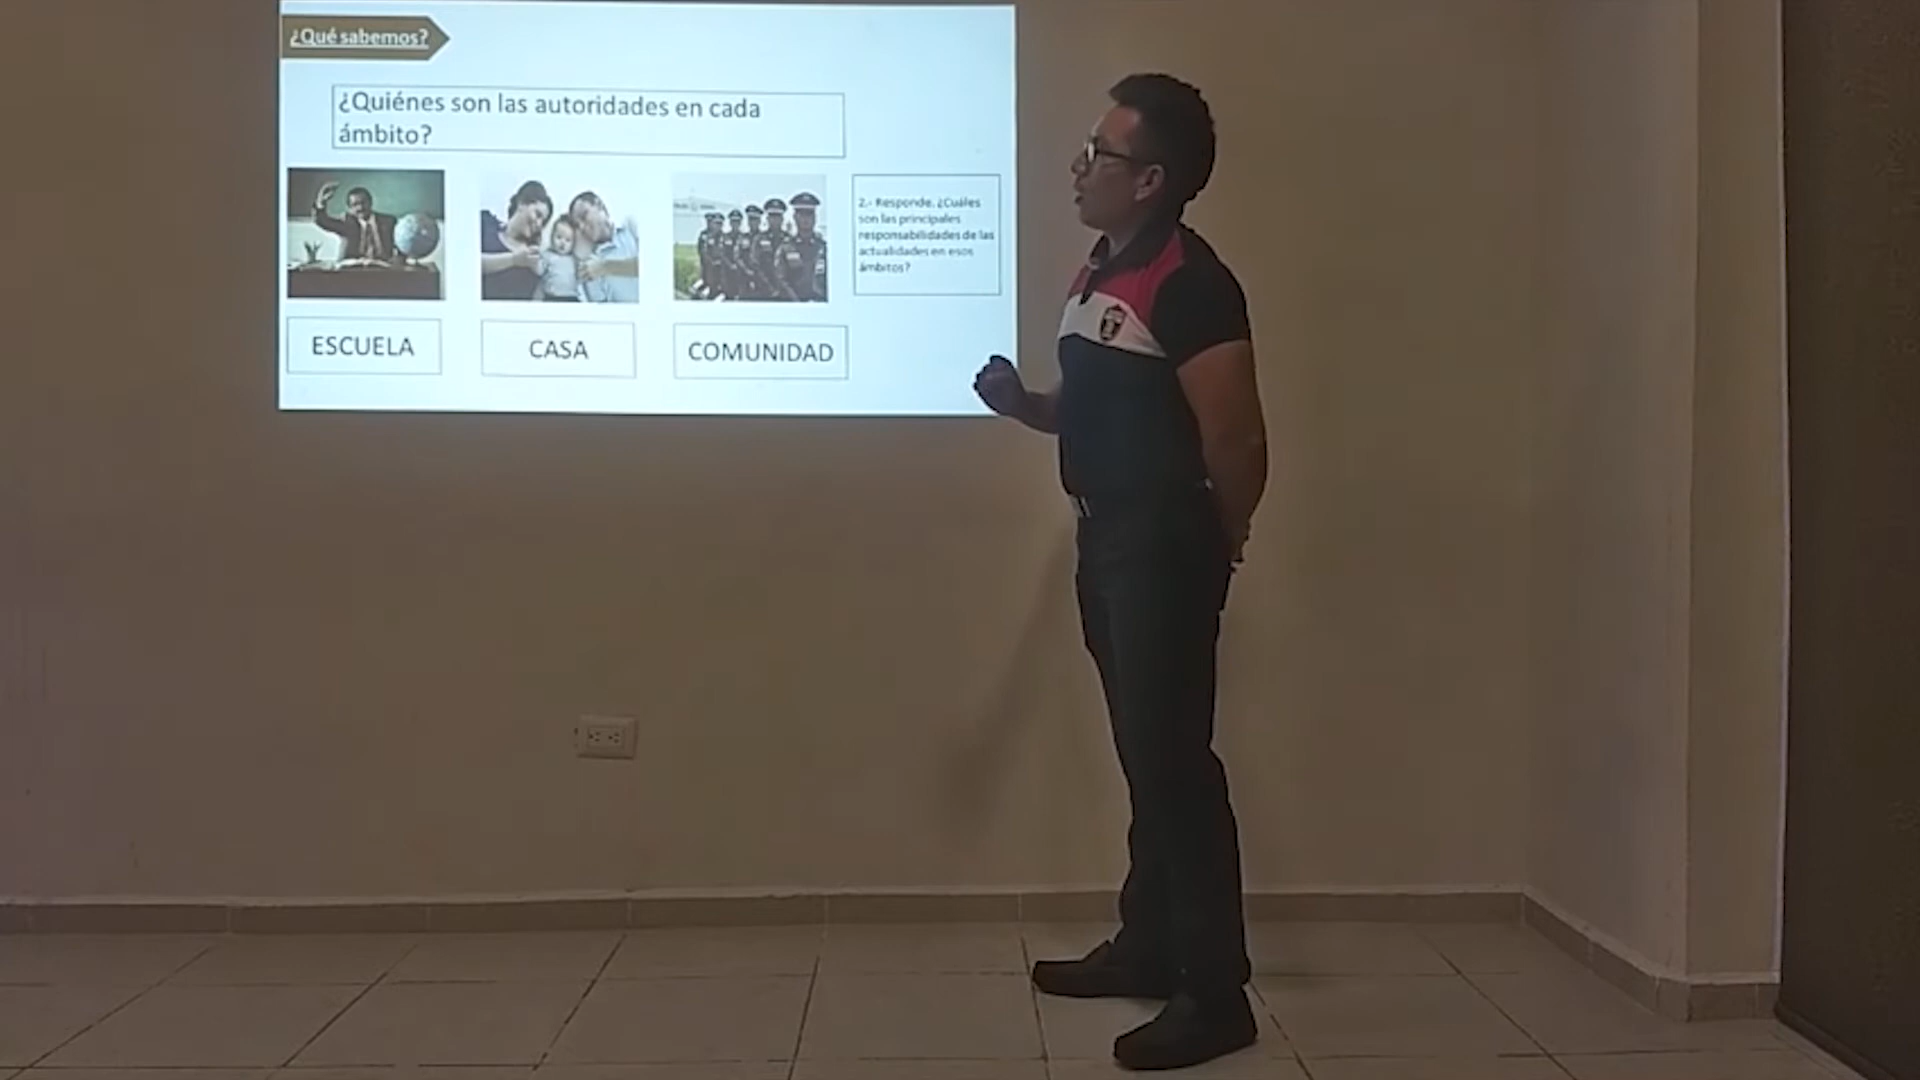 ¿Qué sabemos?
¿Quiénes son las autoridades en cada
ámbito?
2.- Responde. ¿Cuáles
son las principales
responsabilidades de las
actualidades en esos
ámbitos?
ESCUELA
CASA
COMUNIDAD